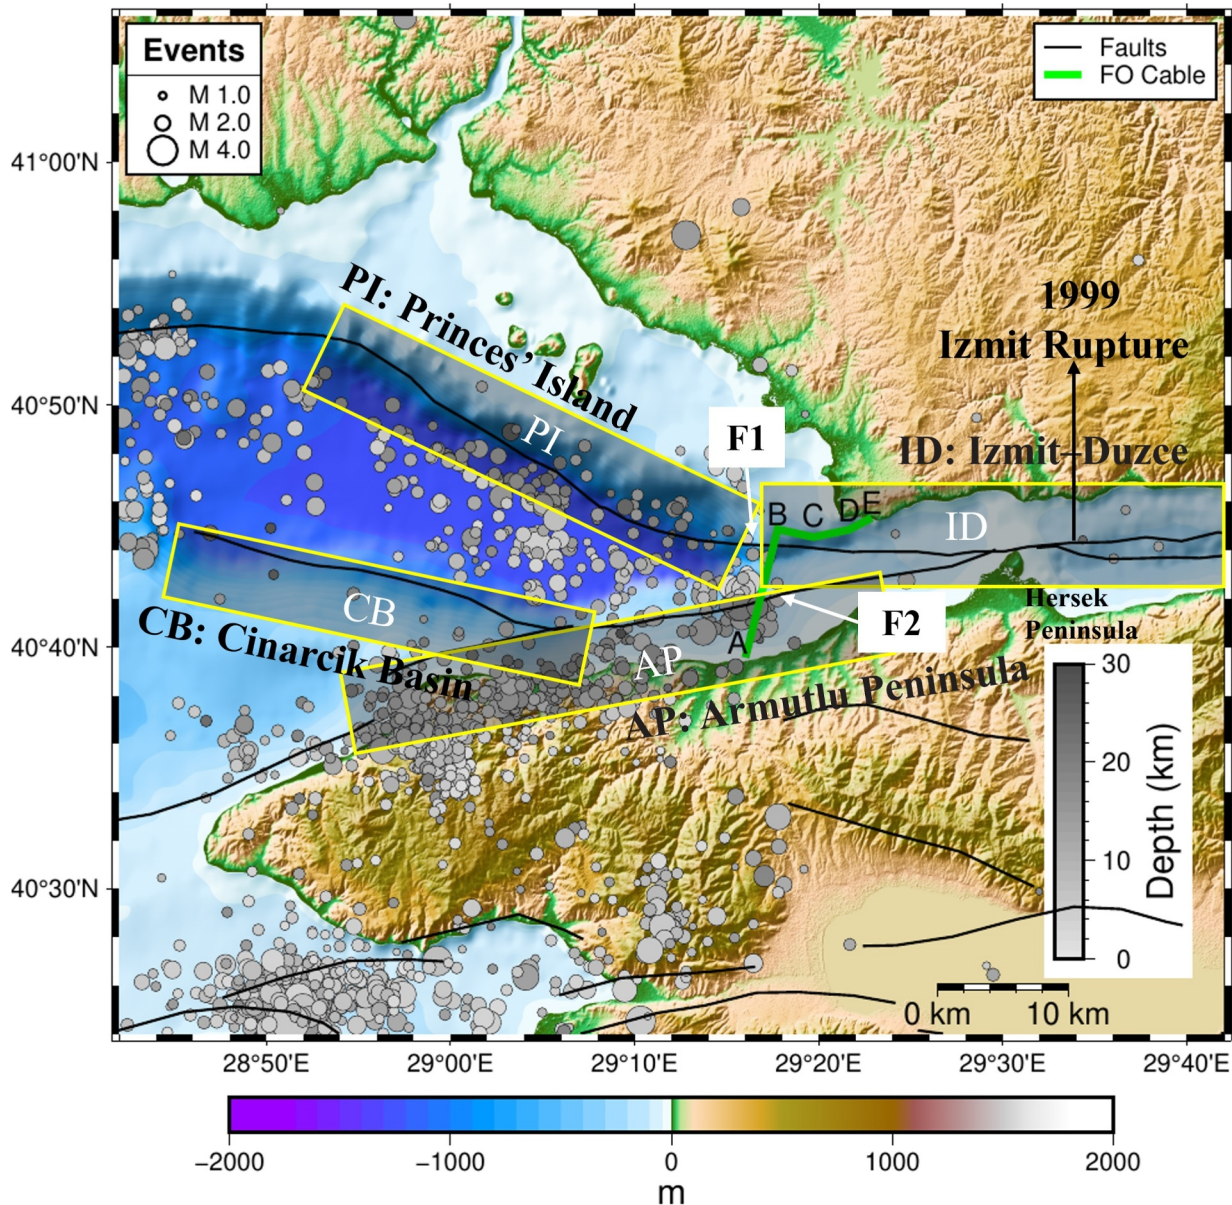 Events
M 1.0
M 2.0
M 4.0
Faults
FO Cable
41°00'N
40°50'N
40°40'N
40°30'N
PI: Princes' Island
PI
1999
Izmit Rupture
F1
ID: Izmit–Duzce
B C D E
ID
CB
CB: Cinarcik Basin
A
AP
AP: Armutlu Peninsula
F2
Hersek
Peninsula
30
20
10
0
Depth (km)
0 km 10 km
28°50'E 29°00'E 29°10'E 29°20'E 29°30'E 29°40'E
−2000 −1000 0 1000 2000
m